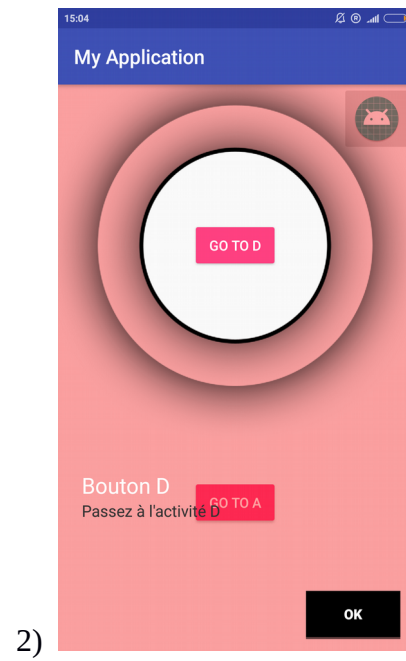 15:04
My Application
GO TO D
Bouton D
GO TO A
Passez à l'activité D
OK
2)